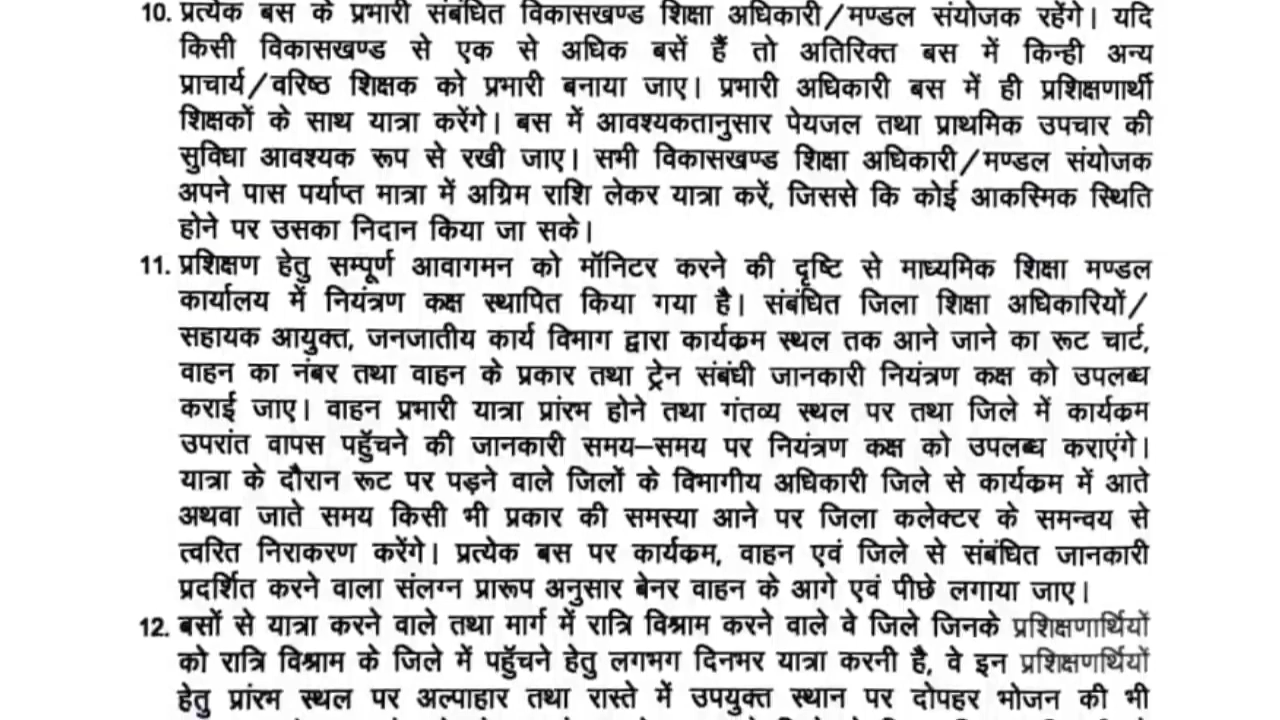 10. प्रत्येक बस के प्रभारी संबंधित विकासखण्ड शिक्षा अधिकारी/मण्डल संयोजक रहेंगे। यदि
किसी विकासखण्ड से एक से अधिक बसें हैं तो अतिरिक्त बस में किन्ही अन्य
प्राचार्य/वरिष्ठ शिक्षक को प्रभारी बनाया जाए। प्रभारी अधिकारी बस में ही प्रशिक्षणार्थी
शिक्षकों के साथ यात्रा करेंगे। बस में आवश्यकतानुसार पेयजल तथा प्राथमिक उपचार की
सुविधा आवश्यक रूप से रखी जाए। सभी विकासखण्ड शिक्षा अधिकारी/मण्डल संयोजक
अपने पास पर्याप्त मात्रा में अग्रिम राशि लेकर यात्रा करें, जिससे कि कोई आकस्मिक स्थिति
होने पर उसका निदान किया जा सके।
11. प्रशिक्षण हेतु सम्पूर्ण आवागमन को मॉनिटर करने की दृष्टि से माध्यमिक शिक्षा मण्डल
कार्यालय में नियंत्रण कक्ष स्थापित किया गया है। संबंधित जिला शिक्षा अधिकारियों/
सहायक आयुक्त, जनजातीय कार्य विभाग द्वारा कार्यक्रम स्थल तक आने जाने का रूट चार्ट,
वाहन का नंबर तथा वाहन के प्रकार तथा ट्रेन संबंधी जानकारी नियंत्रण कक्ष को उपलब्ध
कराई जाए। वाहन प्रभारी यात्रा प्रांरभ होने तथा गंतव्य स्थल पर तथा जिले में कार्यक्रम
उपरांत वापस पहुॅचने की जानकारी समय–समय पर नियंत्रण कक्ष को उपलब्ध कराएंगे।
यात्रा के दौरान रूट पर पड़ने वाले जिलों के विभागीय अधिकारी जिले से कार्यक्रम में आते
अथवा जाते समय किसी भी प्रकार की समस्या आने पर जिला कलेक्टर के समन्वय से
त्वरित निराकरण करेंगे। प्रत्येक बस पर कार्यक्रम, वाहन एवं जिले से संबंधित जानकारी
प्रदर्शित करने वाला संलग्न प्रारूप अनुसार बेनर वाहन के आगे एवं पीछे लगाया जाए।
12. बसों से यात्रा करने वाले तथा मार्ग में रात्रि विश्राम करने वाले वे जिले जिनके प्रशिक्षणार्थियों
को रात्रि विश्राम के जिले में पहुॅचने हेतु लगभग दिनभर यात्रा करनी है, वे इन प्रशिक्षणर्थियों
हेतु प्रांरभ स्थल पर अल्पाहार तथा रास्ते में उपयुक्त स्थान पर दोपहर भोजन की भी